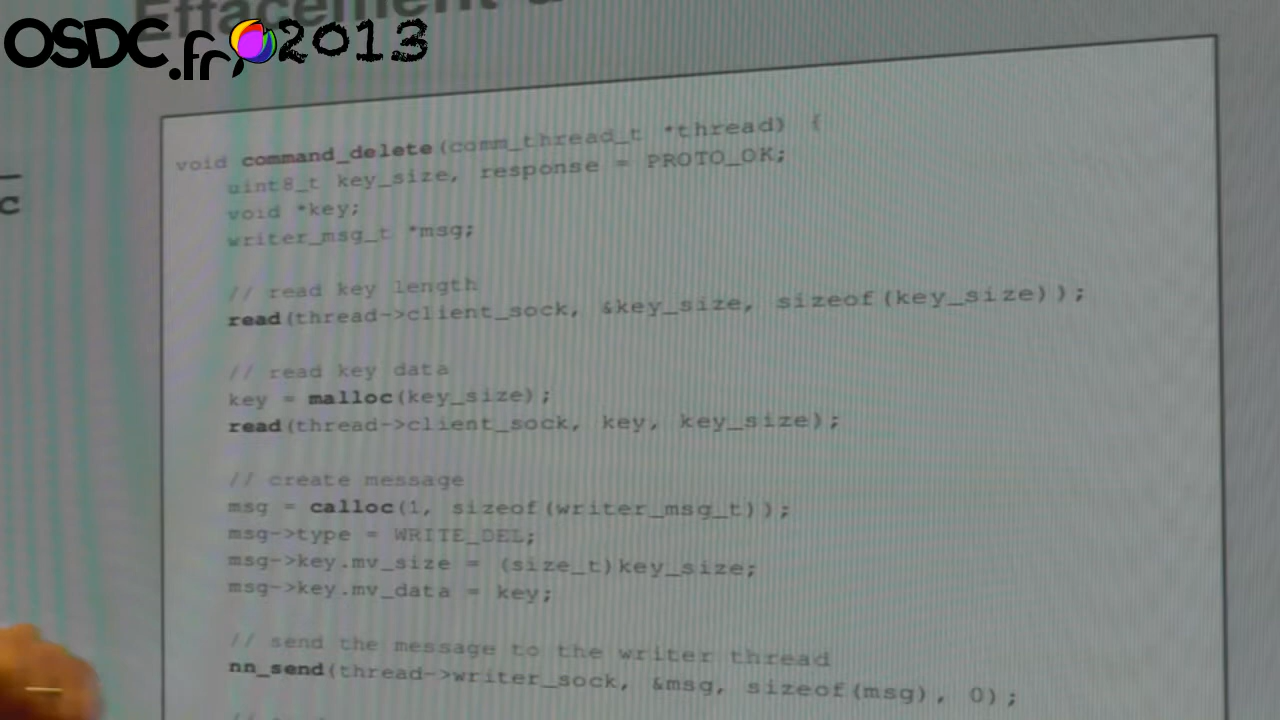 Effacement
OSDC.fr 2013
c
void command_delete(comm_thread_t *thread) {
uint8_t key_size, response = PROTO_OK;
void *key;
writer_msg_t *msg;
// read key length
read(thread->client_sock, &key_size, sizeof(key_size));
// read key data
key = malloc(key_size);
read(thread->client_sock, key, key_size);
// create message
msg = calloc(1, sizeof(writer_msg_t));
msg->type = WRITE_DEL;
msg->key.mv_size = (size_t)key_size;
msg->key.mv_data = key;
// send the message to the writer thread
nn_send(thread->writer_sock, &msg, sizeof(msg), 0);